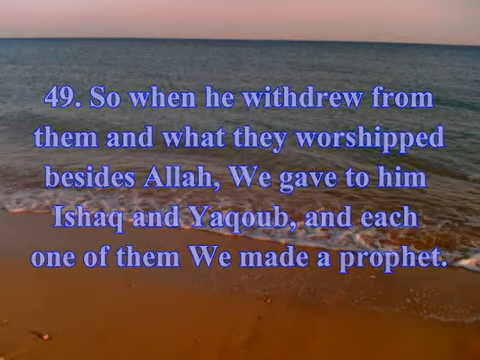 49. So when he withdrew from
them and what they worshipped
besides Allah, We gave to him
Ishaq and Yaqoub, and each
one of them We made a prophet.